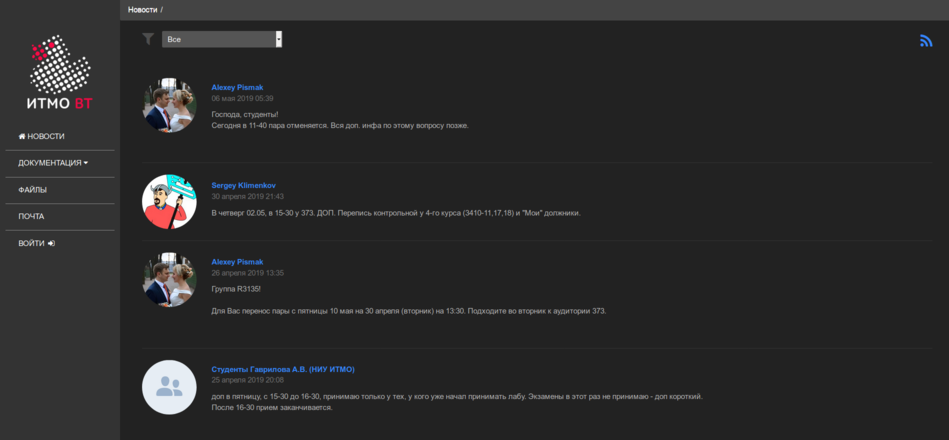 Новости /
Все
ИТМО ВТ
НОВОСТИ
ДОКУМЕНТАЦИЯ
ФАЙЛЫ
ПОЧТА
ВОЙТИ
Alexey Pismak
06 мая 2019 05:39
Господа, студенты!
Сегодня в 11-40 пара отменяется. Вся доп. инфа по этому вопросу позже.
Sergey Klimenkov
30 апреля 2019 21:43
В четверг 02.05, в 15-30 у 373. ДОП. Перепись контрольной у 4-го курса (3410-11,17,18) и "Мои" должники.
Alexey Pismak
26 апреля 2019 13:35
Группа R3135!
Для Вас перенос пары с пятницы 10 мая на 30 апреля (вторник) на 13:30. Подходите во вторник к аудитории 373.
Студенты Гаврилова А.В. (НИУ ИТМО)
25 апреля 2019 20:08
доп в пятницу, с 15-30 до 16-30, принимаю только у тех, у кого уже начал принимать лабу. Экзамены в этот раз не принимаю - доп короткий.
После 16-30 прием заканчивается.